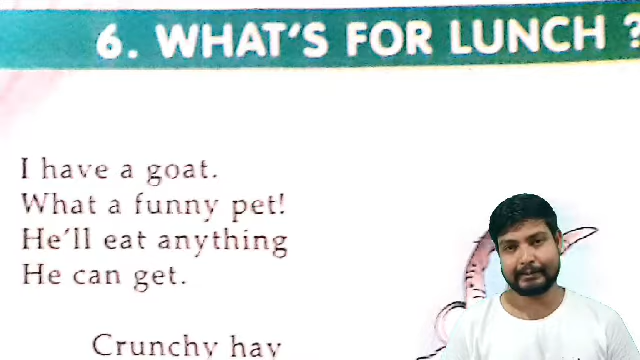 6. WHAT'S FOR LUNCH ?
I have a goat.
What a funny pet!
He'll eat anything
He can get.
Crunchy hay